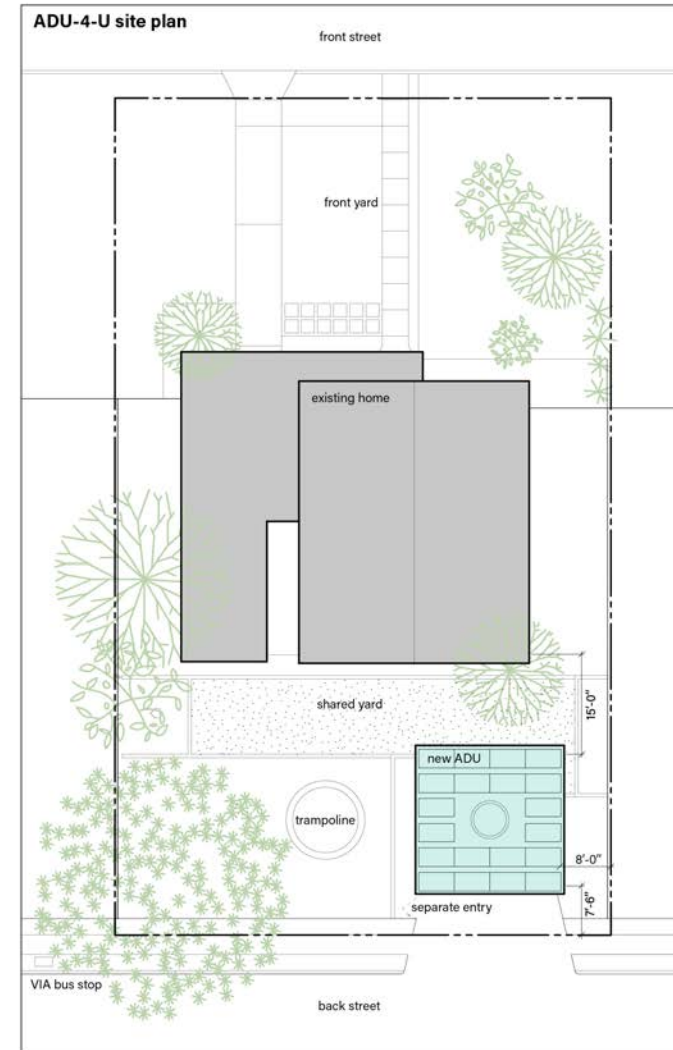 ADU-4-U site plan
front street
front yard
existing home
15'-0"
shared yard
new ADU
trampoline
8'-0"
7'-6"
separate entry
VIA bus stop
back street